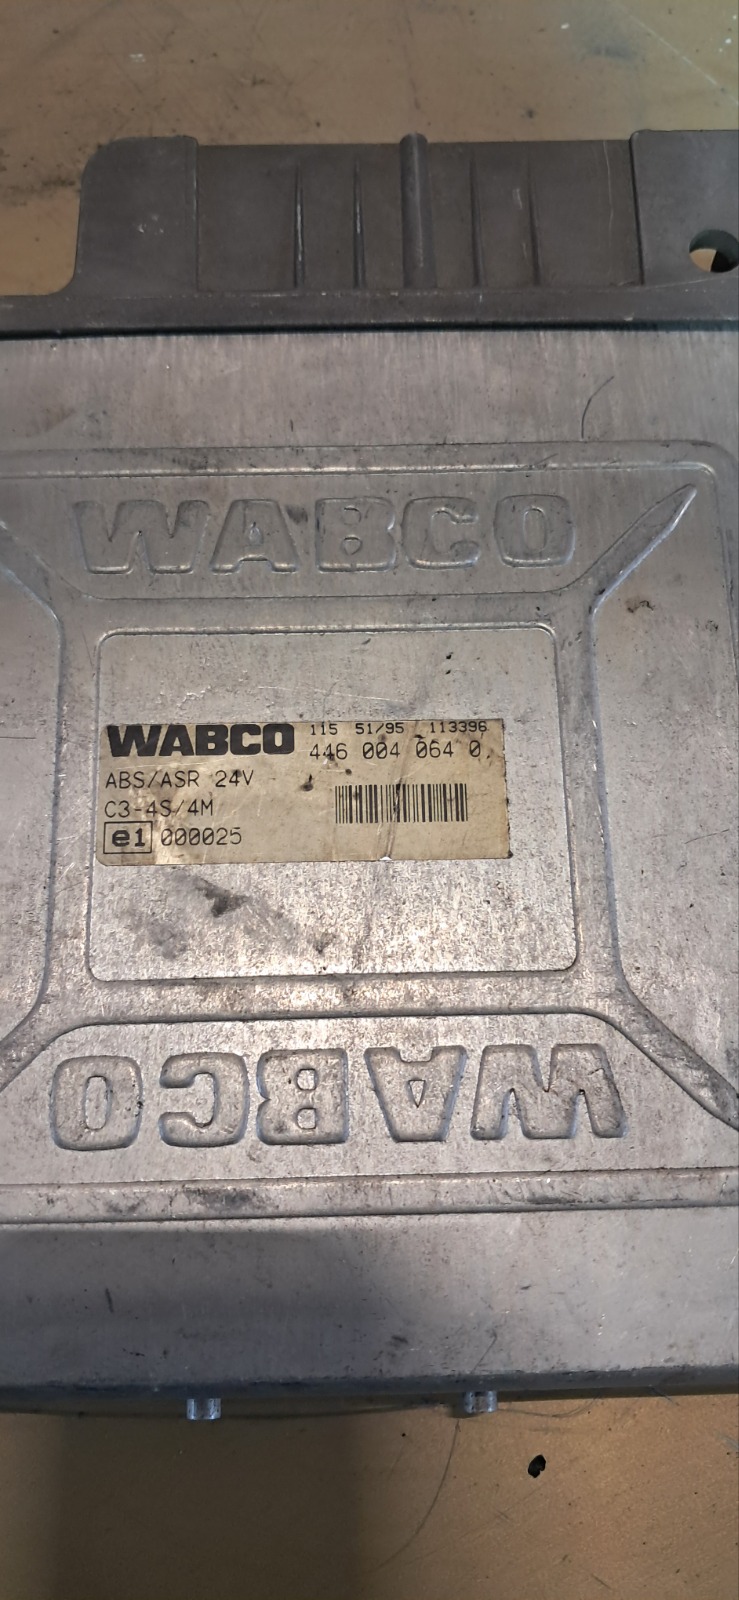 WABCO
WABCO 115 51/95 113396
446 004 064 0
ABS/ASR 24V
C3-4S/4M
e1 000025
WABCO